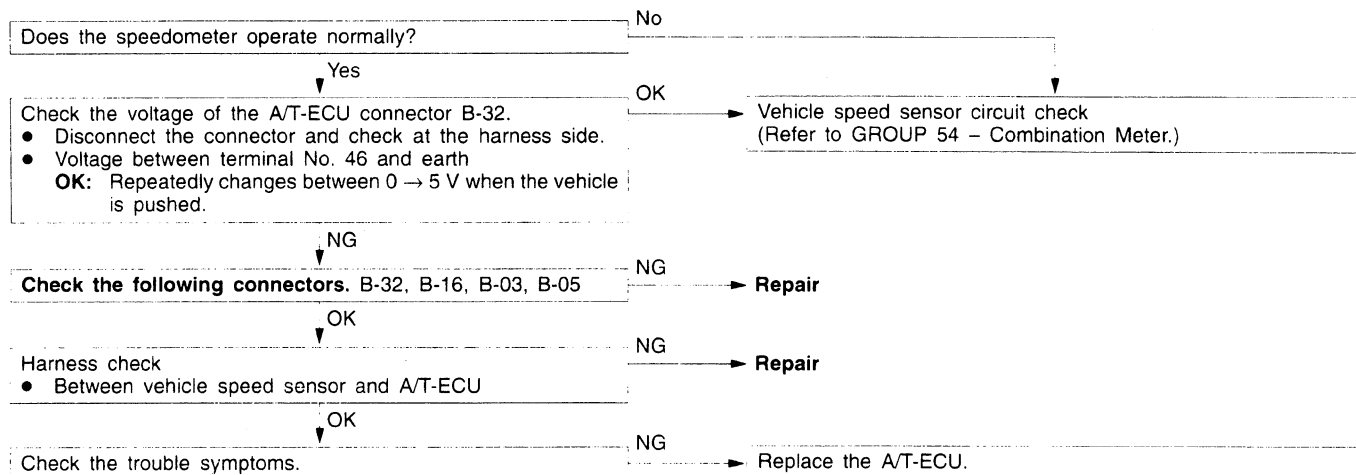 No
Does the speedometer operate normally?
Yes
OK
Check the voltage of the A/T-ECU connector B-32.
● Disconnect the connector and check at the harness side.
● Voltage between terminal No. 46 and earth
OK: Repeatedly changes between 0 → 5 V when the vehicle
is pushed.
Vehicle speed sensor circuit check
(Refer to GROUP 54 – Combination Meter.)
NG
NG
Check the following connectors. B-32, B-16, B-03, B-05
Repair
OK
NG
Harness check
● Between vehicle speed sensor and A/T-ECU
Repair
OK
NG
Check the trouble symptoms.
Replace the A/T-ECU.